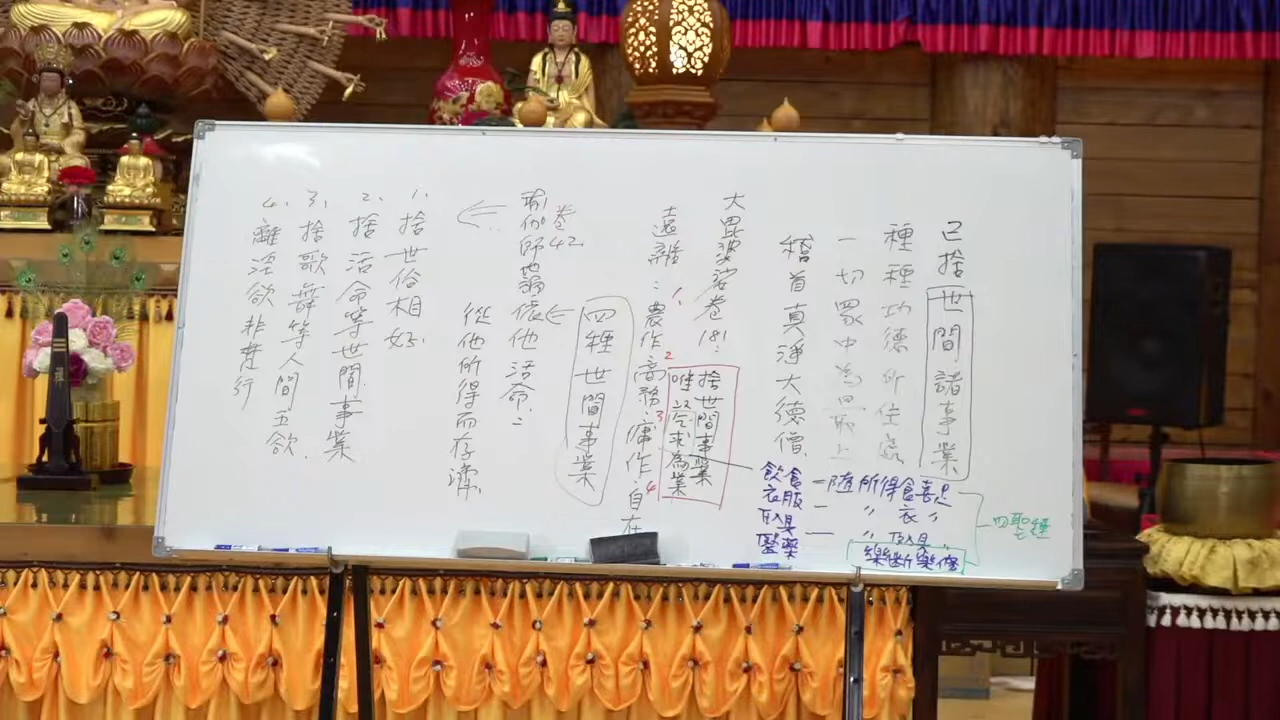 已捨世間諸事業
種種功德所住處
一切眾中為最上
稽首真淨大德僧
大毘婆沙卷181:
捨世間事業
唯以乞求為業
遠離:1.農作2商務3傭作4自在
四種世間事業
瑜伽師地論 卷42
依他活命:
從他所得而存濟
1、捨世俗相好
2、捨活命等世間事業
3、捨歌舞等人間五欲
4、離淫欲非梵行
飲食=隨所得食喜足
衣服- 〃 衣 〃
臥具- 〃 臥具 〃
醫藥 樂斷樂修
四聖種